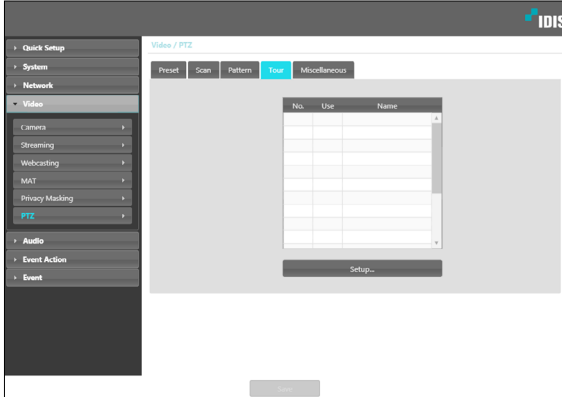 IDIS
Quick Setup
System
Network
Video
Camera
Streaming
Webcasting
MAT
Privacy Masking
PTZ
Audio
Event Action
Event
Video / PTZ
Preset Scan Pattern Tour Miscellaneous
No. Use Name
Setup...
Save